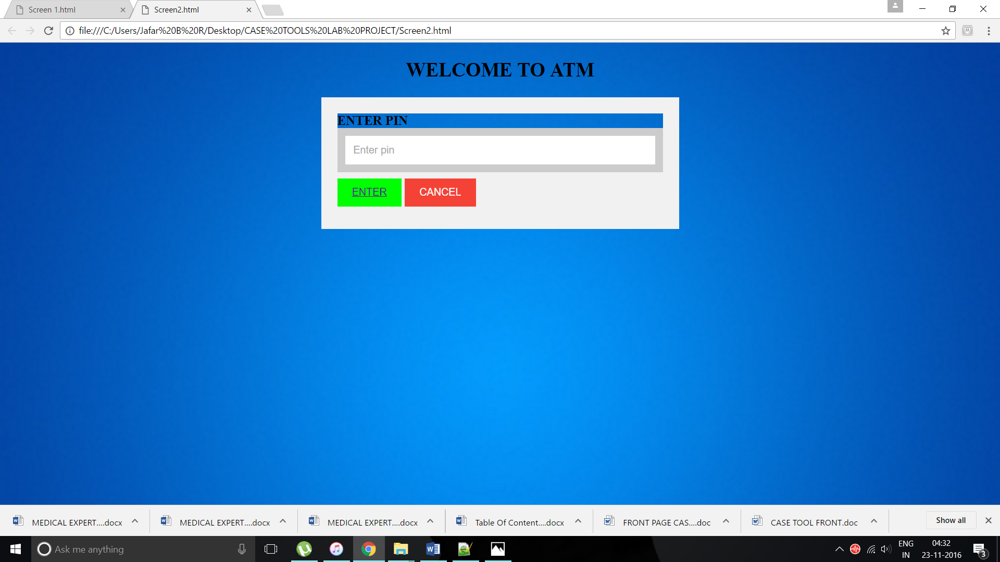 Screen 1.html
Screen2.html
file:///C:/Users/Jafar%20B%20R/Desktop/CASE%20TOOLS%20LAB%20PROJECT/Screen2.html
WELCOME TO ATM
ENTER PIN
Enter pin
ENTER CANCEL
MEDICAL EXPERT....docx
MEDICAL EXPERT....docx
MEDICAL EXPERT....docx
Table Of Content....docx
FRONT PAGE CAS....doc
CASE TOOL FRONT.doc
Show all
Ask me anything
ENG
IN
04:32
23-11-2016
3